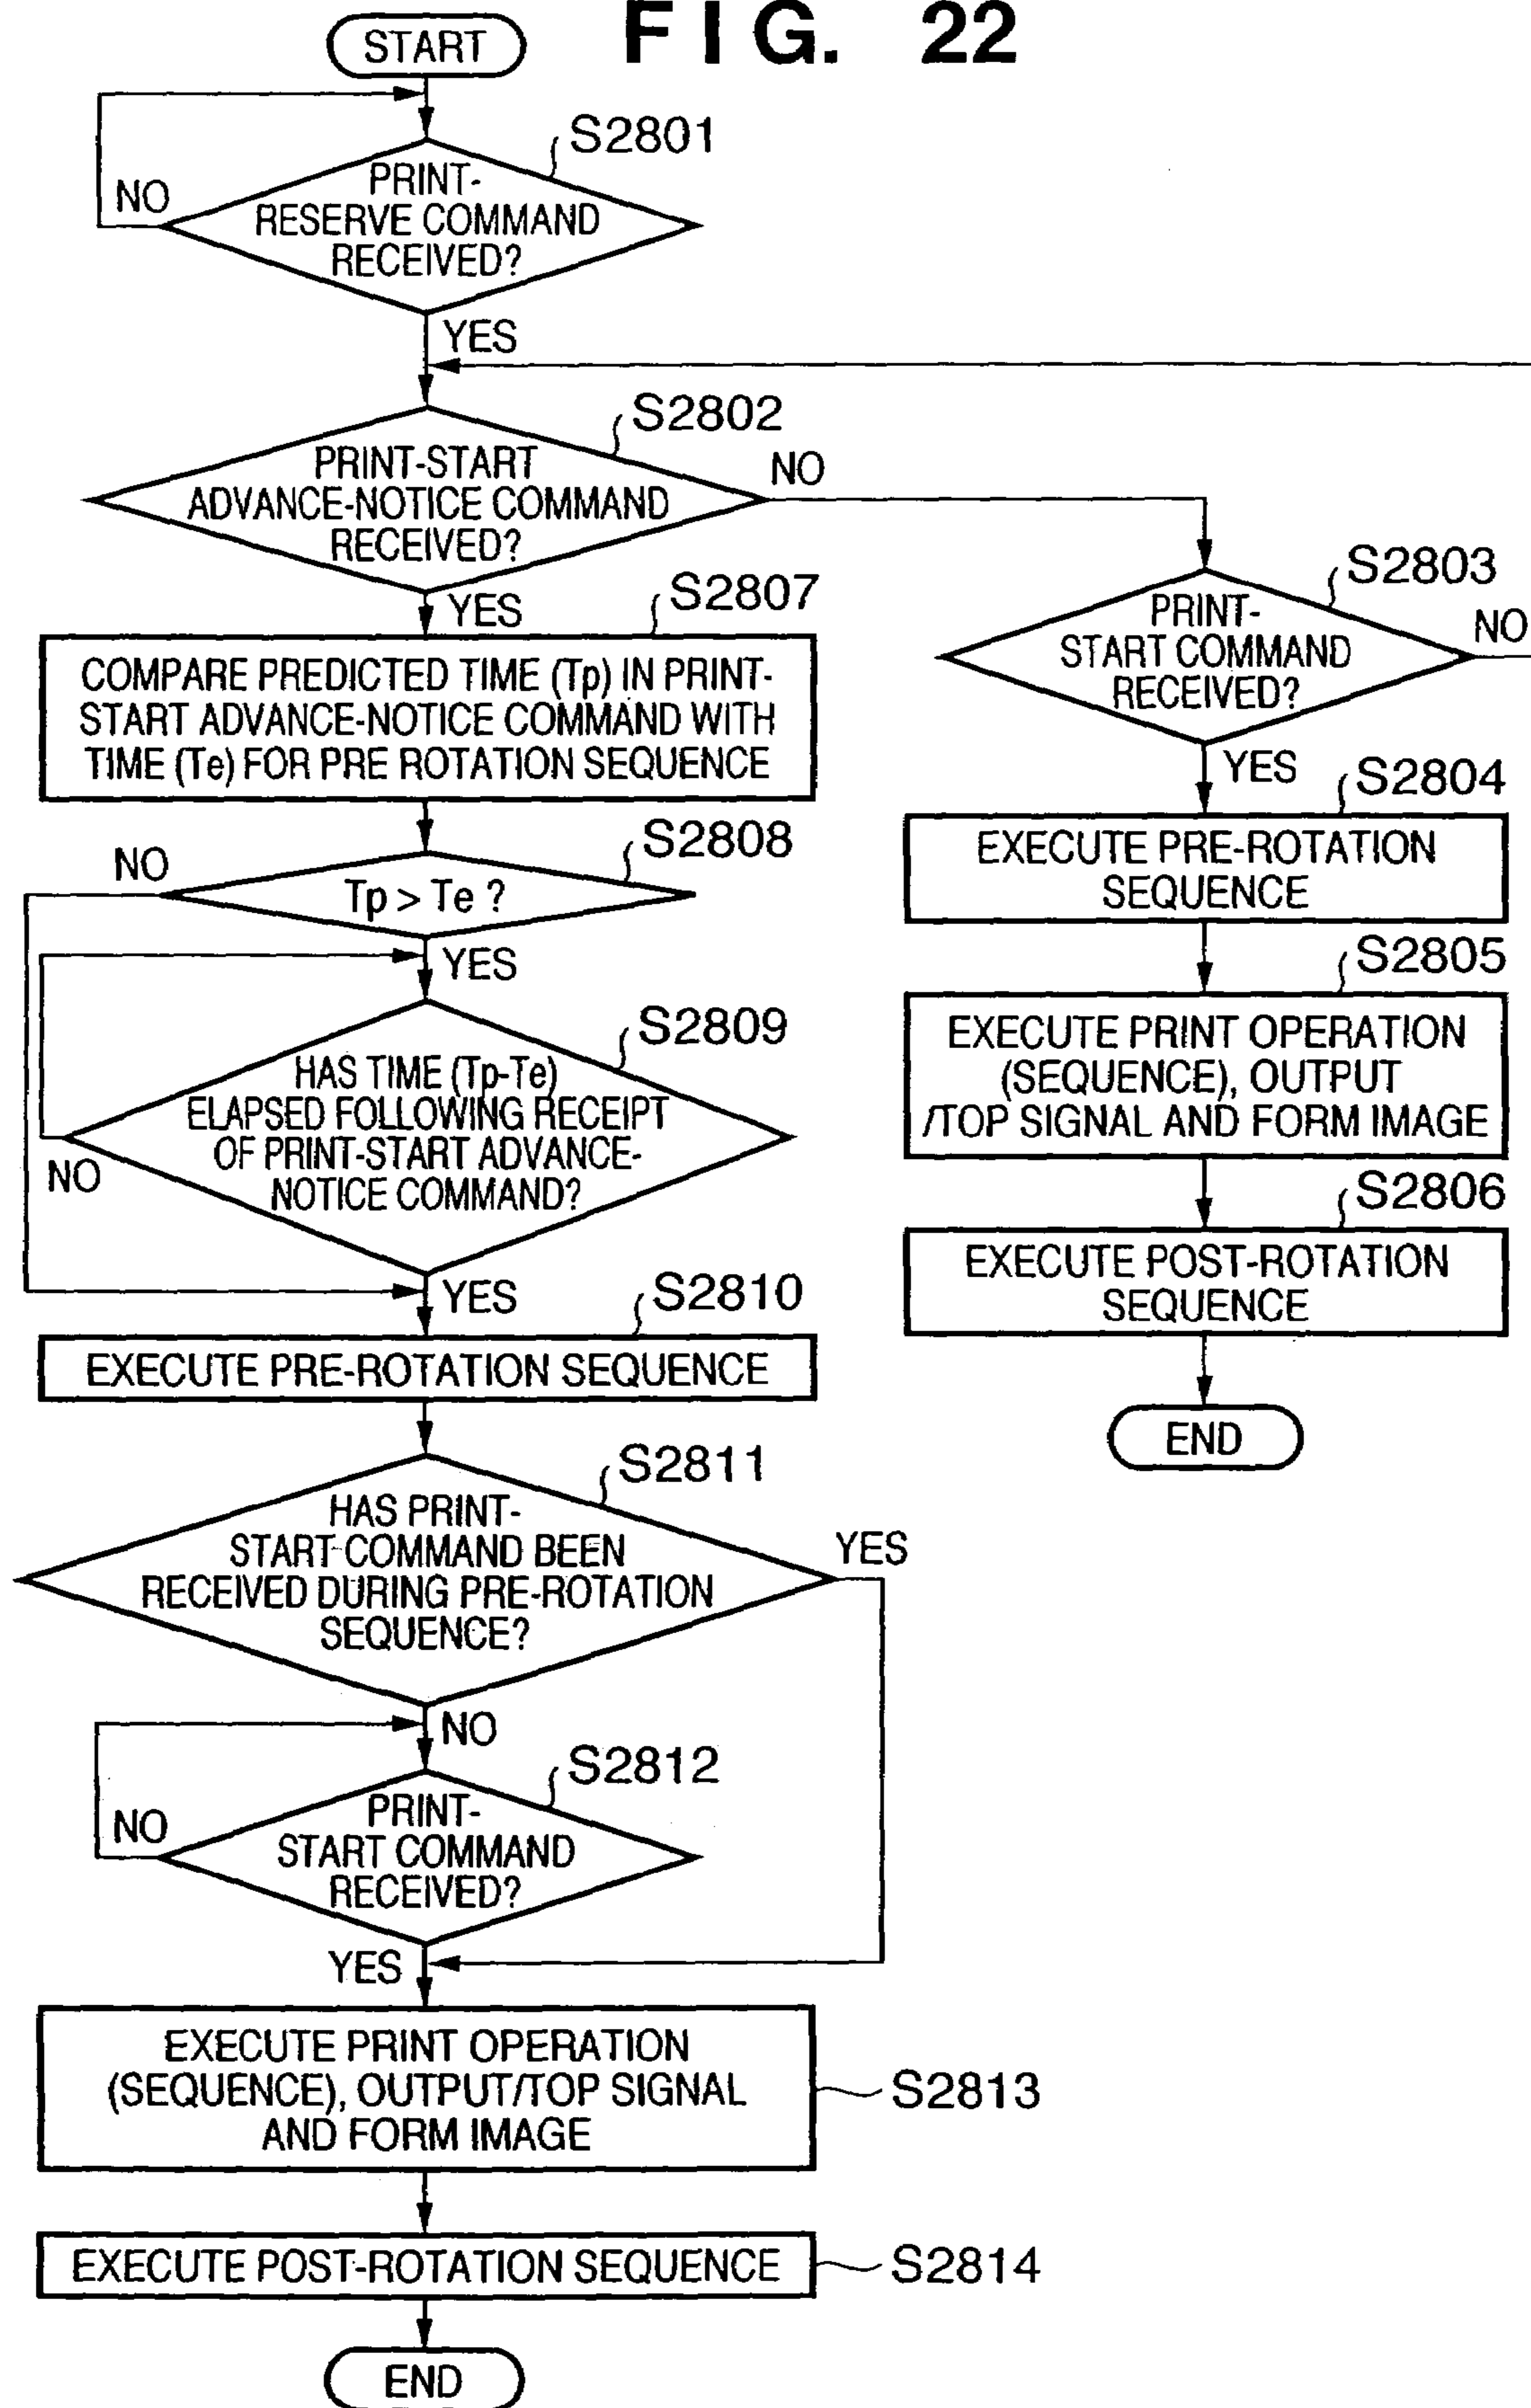 FIG. 22
START
S2801
PRINT-
RESERVE COMMAND
RECEIVED?
NO
YES
S2802
PRINT-START
ADVANCE-NOTICE COMMAND
RECEIVED?
NO
YES
S2803
PRINT-
START COMMAND
RECEIVED?
NO
YES
S2804
EXECUTE PRE-ROTATION
SEQUENCE
S2805
EXECUTE PRINT OPERATION
(SEQUENCE), OUTPUT
/TOP SIGNAL AND FORM IMAGE
S2806
EXECUTE POST-ROTATION
SEQUENCE
END
S2807
COMPARE PREDICTED TIME (Tp) IN PRINT-
START ADVANCE-NOTICE COMMAND WITH
TIME (Te) FOR PRE ROTATION SEQUENCE
S2808
NO
Tp > Te ?
YES
S2809
HAS TIME (Tp-Te)
ELAPSED FOLLOWING RECEIPT
OF PRINT-START ADVANCE-
NOTICE COMMAND?
NO
YES
S2810
EXECUTE PRE-ROTATION SEQUENCE
S2811
HAS PRINT-
START COMMAND BEEN
RECEIVED DURING PRE-ROTATION
SEQUENCE?
YES
NO
S2812
PRINT-
START COMMAND
RECEIVED?
NO
YES
EXECUTE PRINT OPERATION
(SEQUENCE), OUTPUT/TOP SIGNAL
AND FORM IMAGE
S2813
EXECUTE POST-ROTATION SEQUENCE
S2814
END